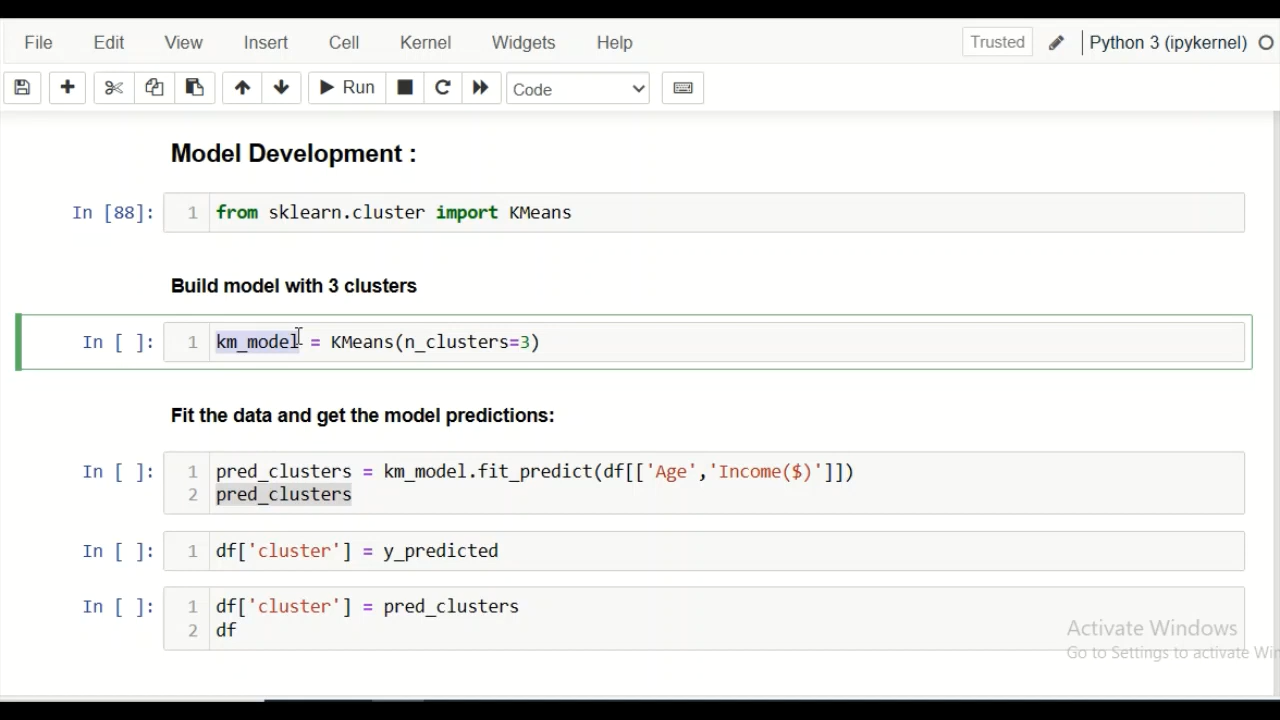 File Edit View Insert Cell Kernel Widgets Help Trusted Python 3 (ipykernel)
Run Code
Model Development :
In [88]: 1 from sklearn.cluster import KMeans
Build model with 3 clusters
In [ ]: 1 km_model = KMeans(n_clusters=3)
Fit the data and get the model predictions:
In [ ]: 1 pred_clusters = km_model.fit_predict(df[['Age','Income($)']])
2 pred_clusters
In [ ]: 1 df['cluster'] = y_predicted
In [ ]: 1 df['cluster'] = pred_clusters
2 df
Activate Windows
Go to Settings to activate Win